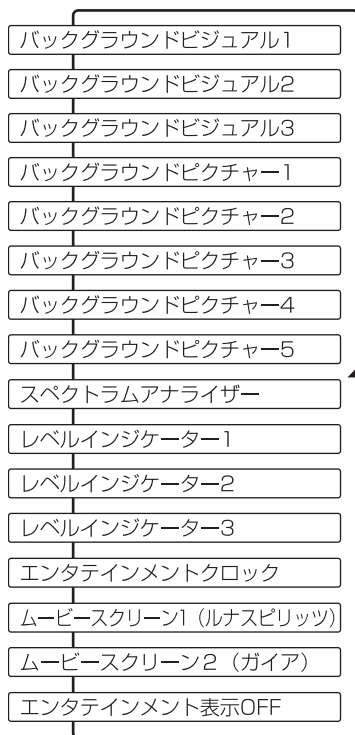 バックグラウンドビジュアル1
バックグラウンドビジュアル2
バックグラウンドビジュアル3
バックグラウンドピクチャー1
バックグラウンドピクチャー2
バックグラウンドピクチャー3
バックグラウンドピクチャー4
バックグラウンドピクチャー5
スペクトラムアナライザー
レベルインジケーター1
レベルインジケーター2
レベルインジケーター3
エンタテインメントクロック
ムービースクリーン1（ルナスピリッツ）
ムービースクリーン２（ガイア）
エンタテインメント表示OFF